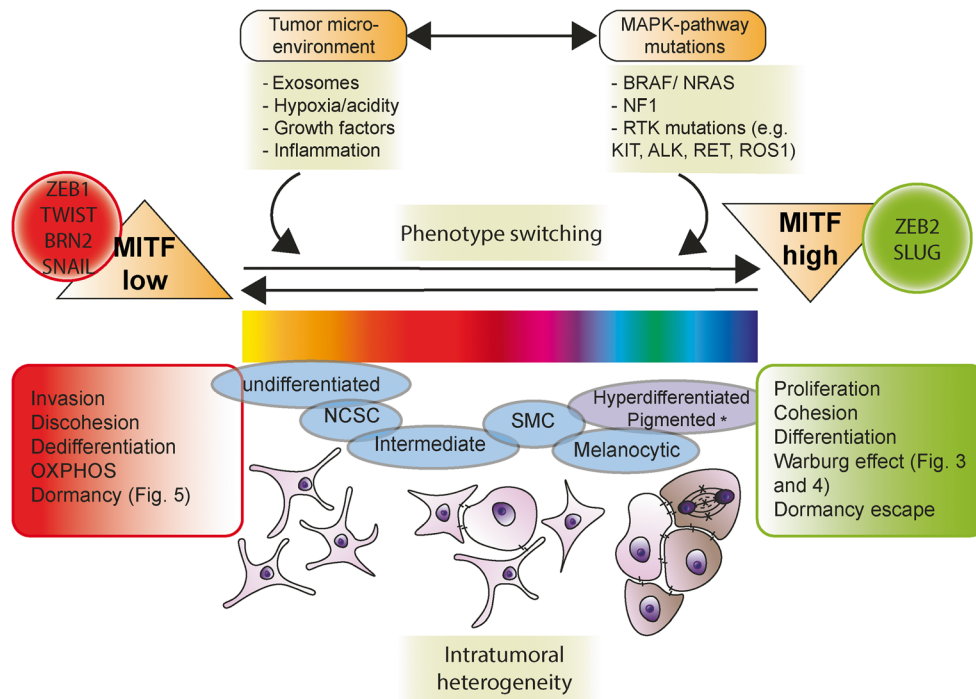 Tumor micro-
environment
MAPK-pathway
mutations
- Exosomes
- Hypoxia/acidity
- Growth factors
- Inflammation
- BRAF/ NRAS
- NF1
- RTK mutations (e.g.
KIT, ALK, RET, ROS1)
ZEB1
TWIST
BRN2
SNAIL
MITF
low
Phenotype switching
MITF
high
ZEB2
SLUG
Invasion
Discohesion
Dedifferentiation
OXPHOS
Dormancy (Fig. 5)
undifferentiated
NCSC
Intermediate
SMC
Hyperdifferentiated
Pigmented *
Melanocytic
Proliferation
Cohesion
Differentiation
Warburg effect (Fig. 3
and 4)
Dormancy escape
Intratumoral
heterogeneity